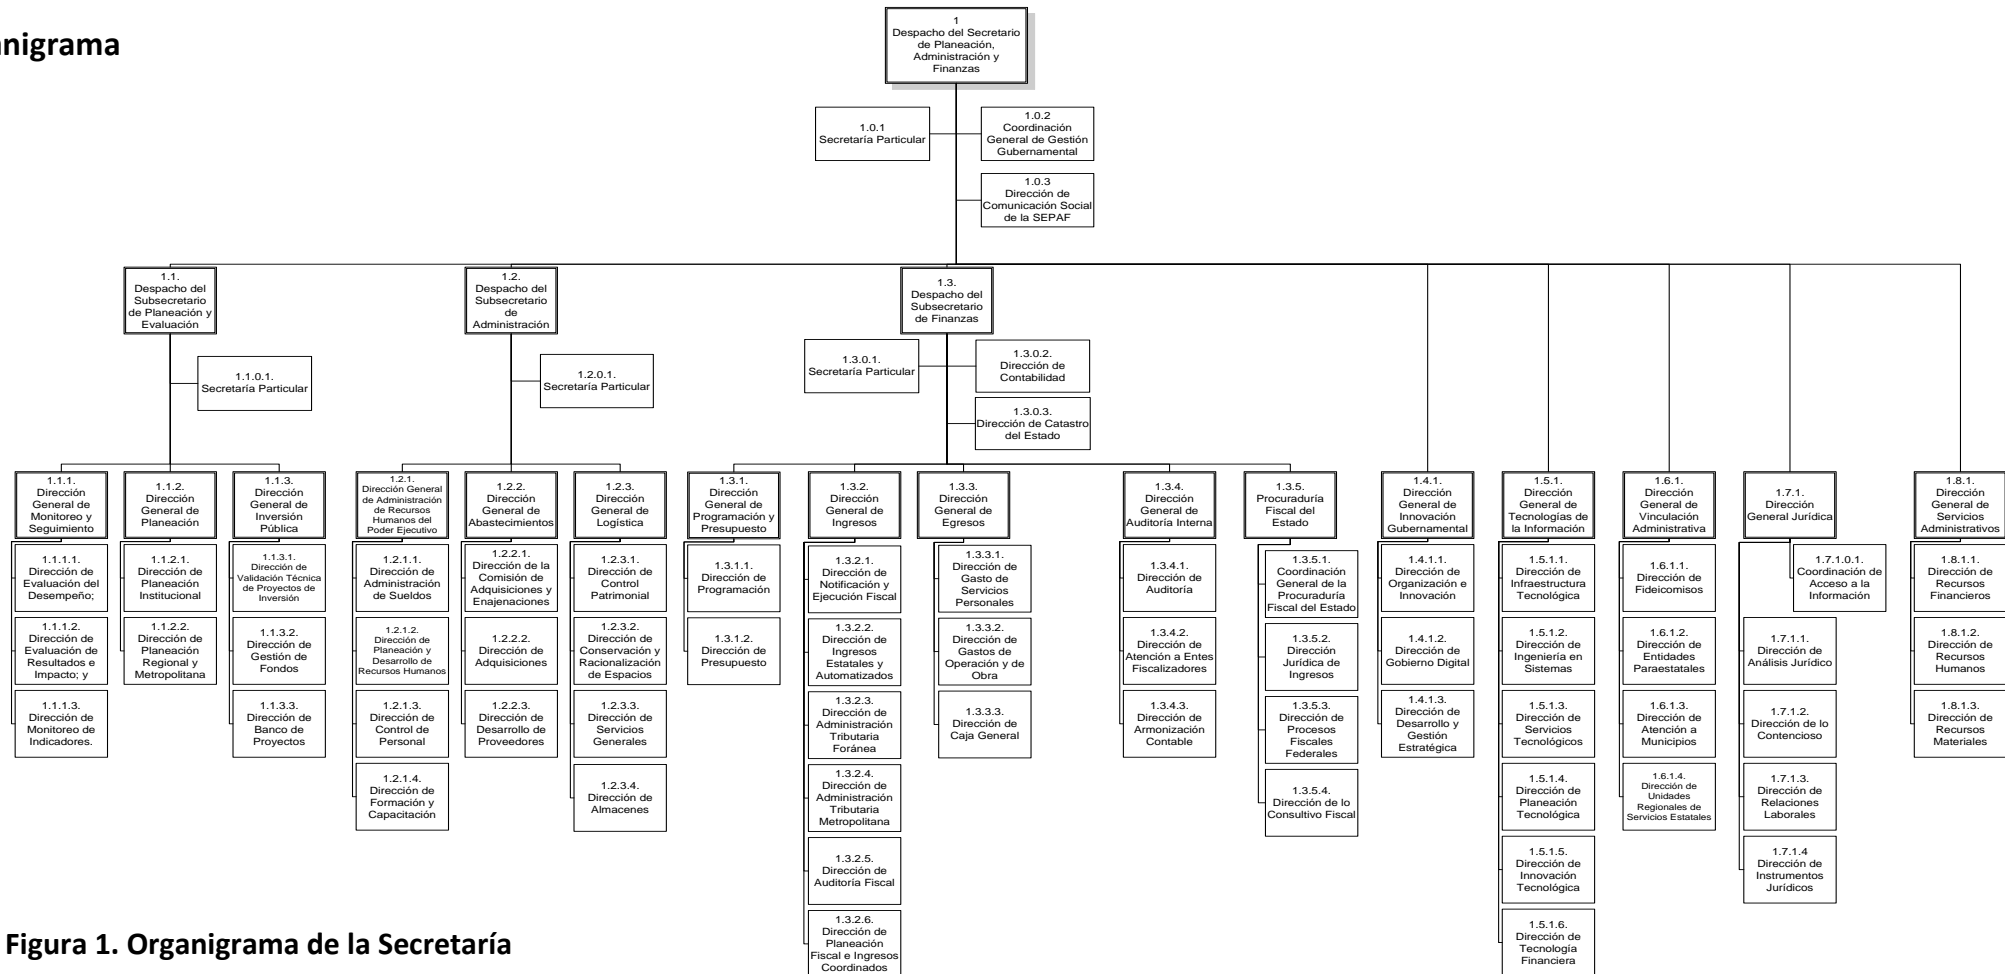 nigrama
1
Despacho del Secretario
de Planeación,
Administración y
Finanzas
1.0.1
Secretaría Particular
1.0.2
Coordinación
General de Gestión
Gubernamental
1.0.3
Dirección de
Comunicación Social
de la SEPAF
1.1.
Despacho del
Subsecretario
de Planeación y
Evaluación
1.2.
Despacho del
Subsecretario
de
Administración
1.3.
Despacho del
Subsecretario
de Finanzas
1.1.0.1.
Secretaría Particular
1.2.0.1.
Secretaría Particular
1.3.0.1.
Secretaría Particular
1.3.0.2.
Dirección de
Contabilidad
1.3.0.3.
Dirección de Catastro
del Estado
1.1.1.
Dirección
General de
Monitoreo y
Seguimiento
1.1.2.
Dirección
General de
Planeación
1.1.3.
Dirección
General de
Inversión
Pública
1.2.1.
Dirección General
de Administración
de Recursos
Humanos del
Poder Ejecutivo
1.2.2.
Dirección
General de
Abastecimientos
1.2.3.
Dirección
General de
Logística
1.3.1.
Dirección
General de
Programación y
Presupuesto
1.3.2.
Dirección
General de
Ingresos
1.3.3.
Dirección
General de
Egresos
1.3.4.
Dirección
General de
Auditoría Interna
1.3.5.
Procuraduría
Fiscal del
Estado
1.4.1.
Dirección
General de
Innovación
Gubernamental
1.5.1.
Dirección
General de
Tecnologías de
la Información
1.6.1.
Dirección
General de
Vinculación
Administrativa
1.7.1.
Dirección
General Jurídica
1.8.1.
Dirección
General de
Servicios
Administrativos
1.1.1.1.
Dirección de
Evaluación del
Desempeño;
1.1.1.2.
Dirección de
Evaluación de
Resultados e
Impacto; y
1.1.1.3.
Dirección de
Monitoreo de
Indicadores.
1.1.2.1.
Dirección de
Planeación
Institucional
1.1.2.2.
Dirección de
Planeación
Regional y
Metropolitana
1.1.3.1.
Dirección de
Validación Técnica
de Proyectos de
Inversión
1.1.3.2.
Dirección de
Gestión de
Fondos
1.1.3.3.
Dirección de
Banco de
Proyectos
1.2.1.1.
Dirección de
Administración
de Sueldos
1.2.1.2.
Dirección de
Planeación y
Desarrollo de
Recursos Humanos
1.2.1.3.
Dirección de
Control de
Personal
1.2.1.4.
Dirección de
Formación y
Capacitación
1.2.2.1.
Dirección de la
Comisión de
Adquisiciones y
Enajenaciones
1.2.2.2.
Dirección de
Adquisiciones
1.2.2.3.
Dirección de
Desarrollo de
Proveedores
1.2.3.1.
Dirección de
Control
Patrimonial
1.2.3.2.
Dirección de
Conservación y
Racionalización
de Espacios
1.2.3.3.
Dirección de
Servicios
Generales
1.2.3.4.
Dirección de
Almacenes
1.3.1.1.
Dirección de
Programación
1.3.1.2.
Dirección de
Presupuesto
1.3.2.1.
Dirección de
Notificación y
Ejecución Fiscal
1.3.2.2.
Dirección de
Ingresos
Estatales y
Automatizados
1.3.2.3.
Dirección de
Administración
Tributaria
Foránea
1.3.2.4.
Dirección de
Administración
Tributaria
Metropolitana
1.3.2.5.
Dirección de
Auditoría Fiscal
1.3.2.6.
Dirección de
Planeación
Fiscal e Ingresos
Coordinados
1.3.3.1.
Dirección de
Gasto de
Servicios
Personales
1.3.3.2.
Dirección de
Gastos de
Operación y de
Obra
1.3.3.3.
Dirección de
Caja General
1.3.4.1.
Dirección de
Auditoría
1.3.4.2.
Dirección de
Atención a Entes
Fiscalizadores
1.3.4.3.
Dirección de
Armonización
Contable
1.3.5.1.
Coordinación
General de la
Procuraduría
Fiscal del Estado
1.3.5.2.
Dirección
Jurídica de
Ingresos
1.3.5.3.
Dirección de
Procesos
Fiscales
Federales
1.3.5.4.
Dirección de lo
Consultivo Fiscal
1.4.1.1.
Dirección de
Organización e
Innovación
1.4.1.2.
Dirección de
Gobierno Digital
1.4.1.3.
Dirección de
Desarrollo y
Gestión
Estratégica
1.5.1.1.
Dirección de
Infraestructura
Tecnológica
1.5.1.2.
Dirección de
Ingeniería en
Sistemas
1.5.1.3.
Dirección de
Servicios
Tecnológicos
1.5.1.4.
Dirección de
Planeación
Tecnológica
1.5.1.5.
Dirección de
Innovación
Tecnológica
1.5.1.6.
Dirección de
Tecnología
Financiera
1.6.1.1.
Dirección de
Fideicomisos
1.6.1.2.
Dirección de
Entidades
Paraestatales
1.6.1.3.
Dirección de
Atención a
Municipios
1.6.1.4.
Dirección de
Unidades
Regionales de
Servicios Estatales
1.7.1.0.1.
Coordinación de
Acceso a la
Información
1.7.1.1.
Dirección de
Análisis Jurídico
1.7.1.2.
Dirección de lo
Contencioso
1.7.1.3.
Dirección de
Relaciones
Laborales
1.7.1.4
Dirección de
Instrumentos
Jurídicos
1.8.1.1.
Dirección de
Recursos
Financieros
1.8.1.2.
Dirección de
Recursos
Humanos
1.8.1.3.
Dirección de
Recursos
Materiales
Figura 1. Organigrama de la Secretaría